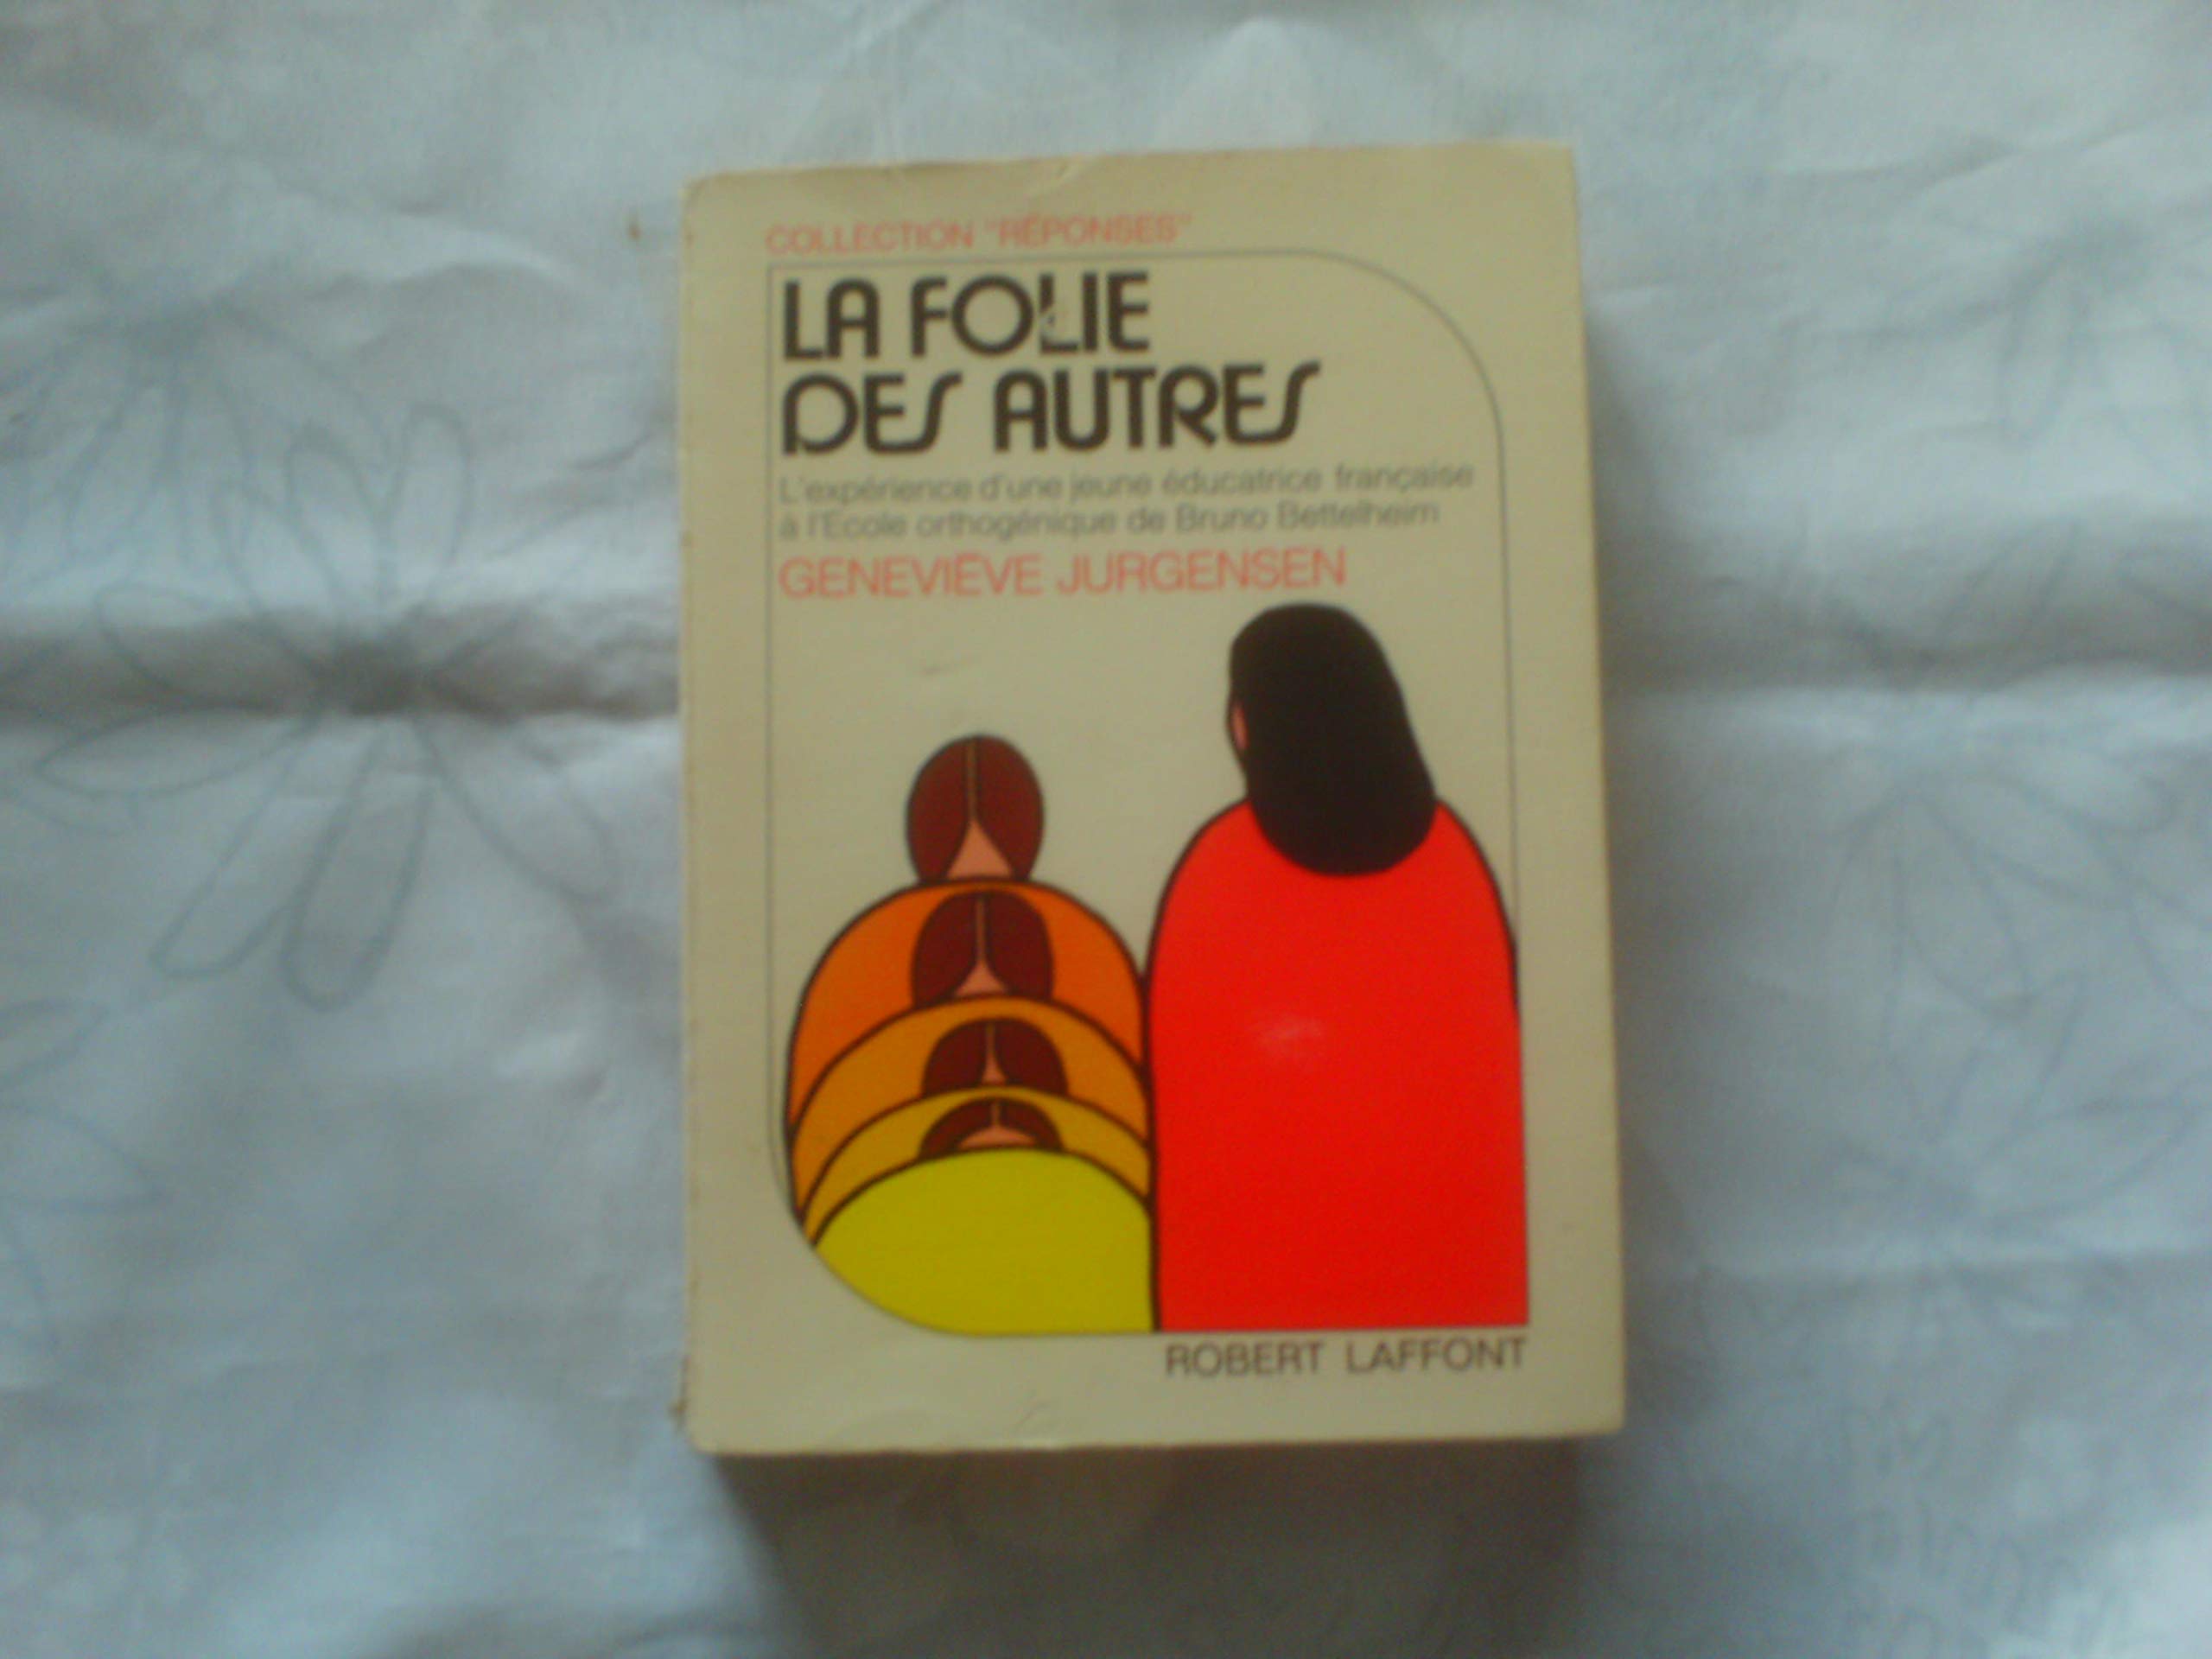 COLLECTION "RÉPONSES"
LA FOLIE
DES AUTRES
L'expérience d'une jeune éducatrice française
à l'Ecole orthogénique de Bruno Bettelheim
GENEVIÈVE JURGENSEN
ROBERT LAFFONT